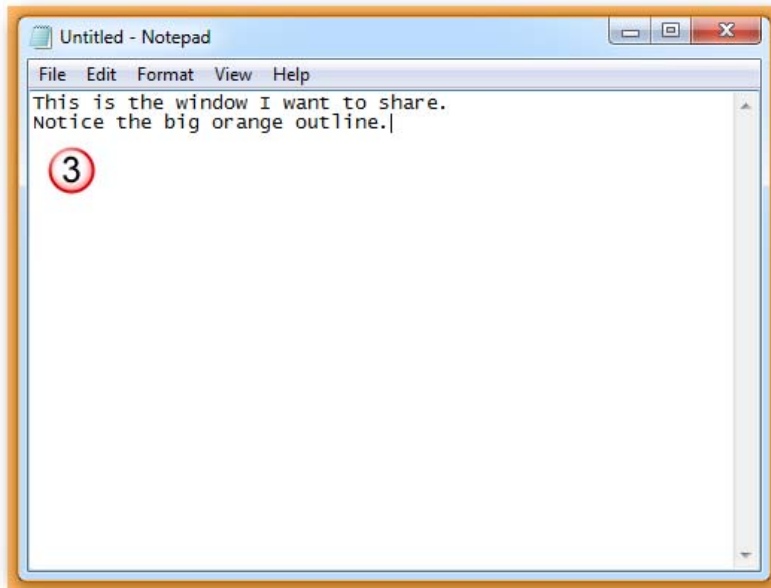 Untitled - Notepad
File Edit Format View Help
This is the window I want to share.
Notice the big orange outline.
3